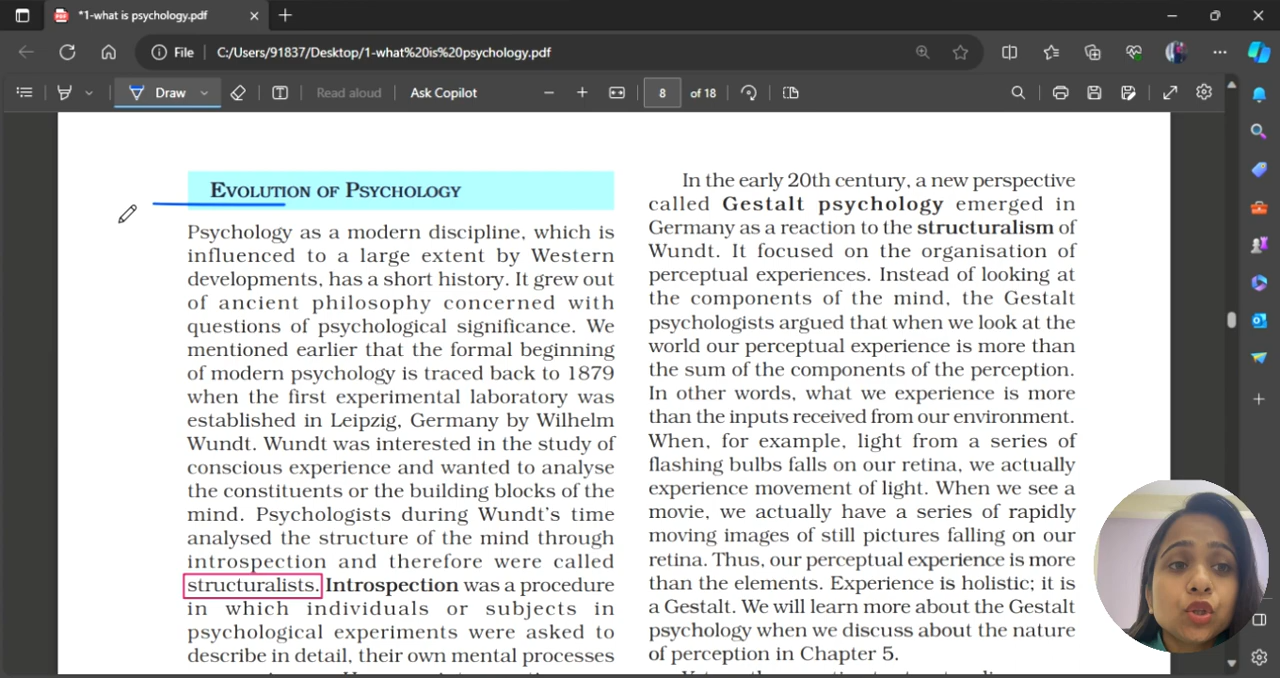 *1-what is psychology.pdf
File
C:/Users/91837/Desktop/1-what%20is%20psychology.pdf
Draw
Read aloud
Ask Copilot
8
of 18
EVOLUTION OF PSYCHOLOGY
Psychology as a modern discipline, which is
influenced to a large extent by Western
developments, has a short history. It grew out
of ancient philosophy concerned with
questions of psychological significance. We
mentioned earlier that the formal beginning
of modern psychology is traced back to 1879
when the first experimental laboratory was
established in Leipzig, Germany by Wilhelm
Wundt. Wundt was interested in the study of
conscious experience and wanted to analyse
the constituents or the building blocks of the
mind. Psychologists during Wundt's time
analysed the structure of the mind through
introspection and therefore were called
structuralists. Introspection was a procedure
in which individuals or subjects in
psychological experiments were asked to
describe in detail, their own mental processes
In the early 20th century, a new perspective
called Gestalt psychology emerged in
Germany as a reaction to the structuralism of
Wundt. It focused on the organisation of
perceptual experiences. Instead of looking at
the components of the mind, the Gestalt
psychologists argued that when we look at the
world our perceptual experience is more than
the sum of the components of the perception.
In other words, what we experience is more
than the inputs received from our environment.
When, for example, light from a series of
flashing bulbs falls on our retina, we actually
experience movement of light. When we see a
movie, we actually have a series of rapidly
moving images of still pictures falling on our
retina. Thus, our perceptual experience is more
than the elements. Experience is holistic; it is
a Gestalt. We will learn more about the Gestalt
psychology when we discuss about the nature
of perception in Chapter 5.